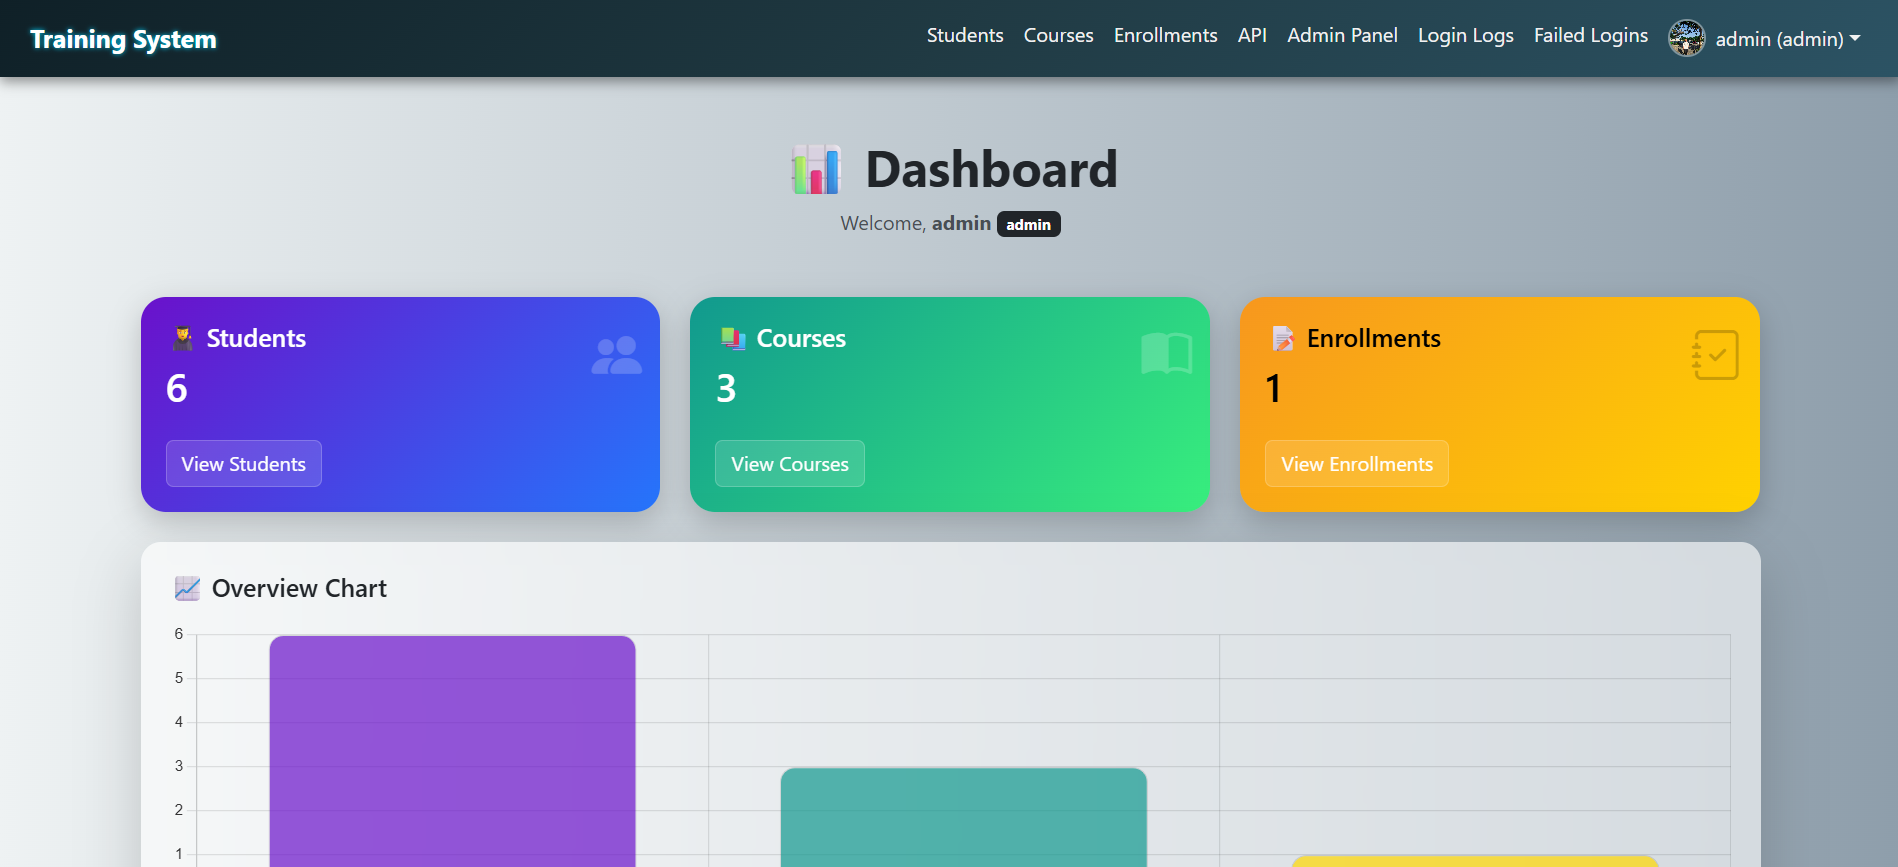 Training System
Students Courses Enrollments API Admin Panel Login Logs Failed Logins admin (admin)
Dashboard
Welcome, admin admin
Students
6
View Students
Courses
3
View Courses
Enrollments
1
View Enrollments
Overview Chart
6
5
4
3
2
1